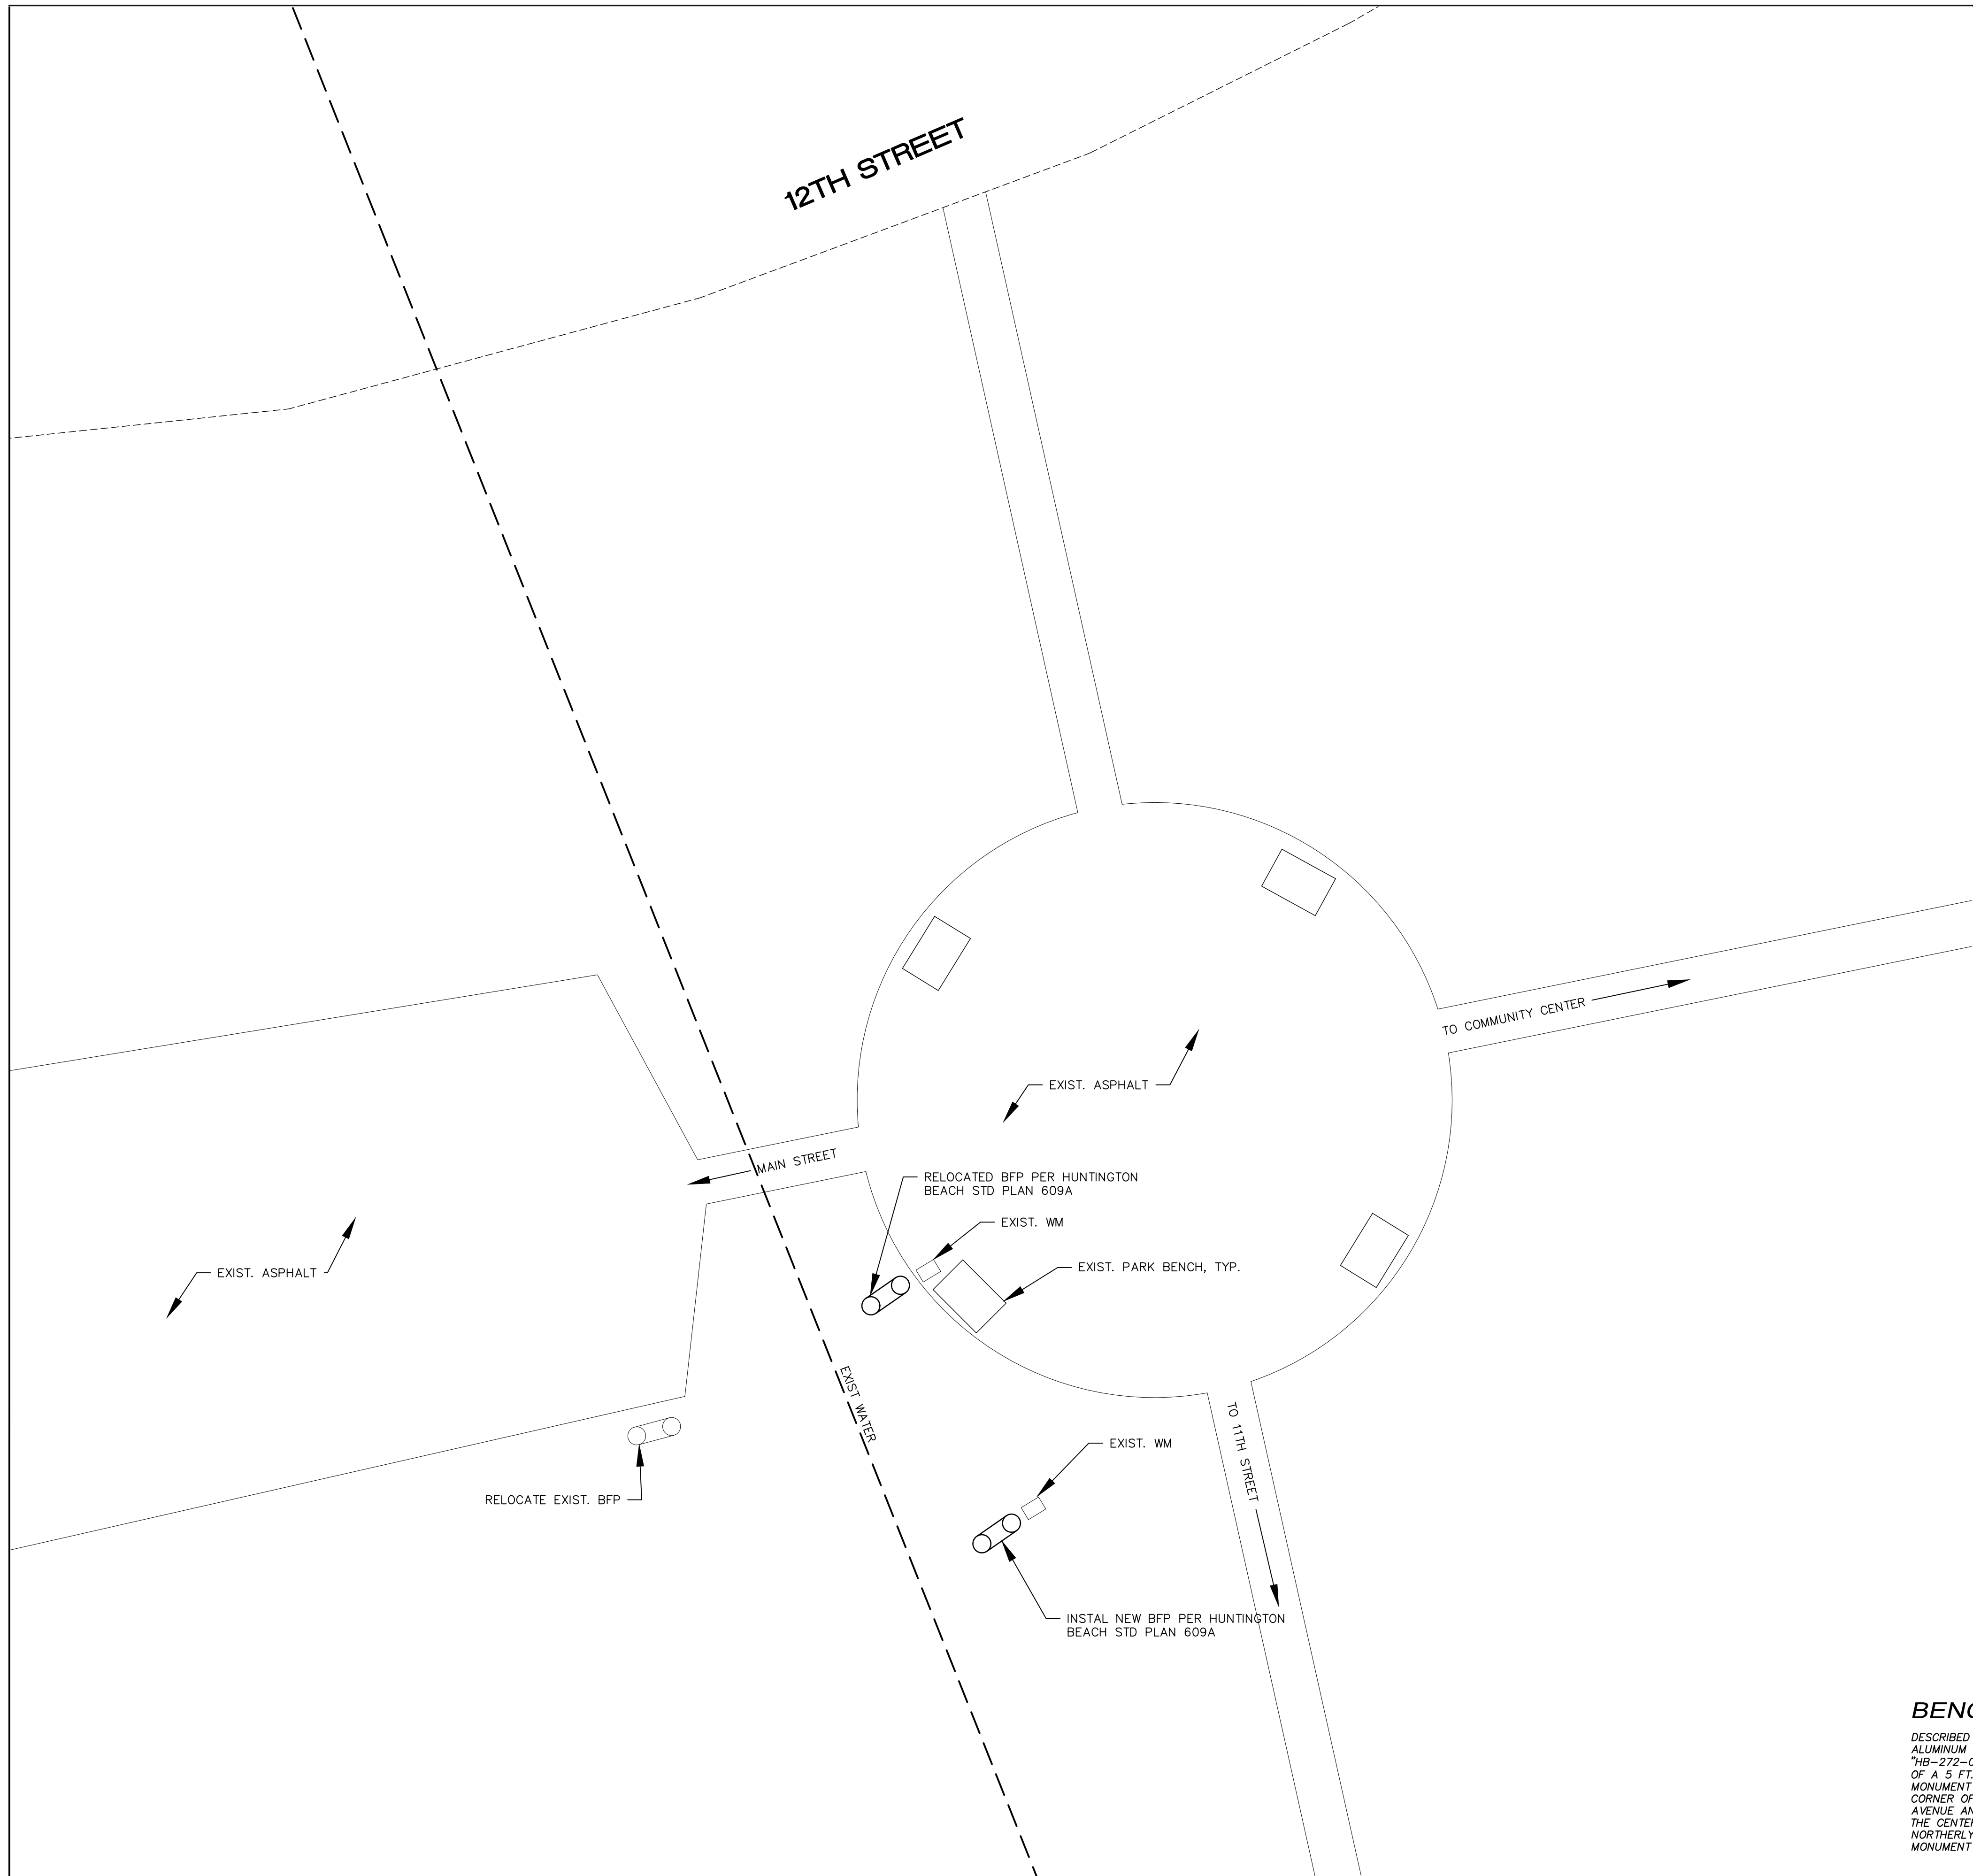 12TH STREET
TO COMMUNITY CENTER
EXIST. ASPHALT
MAIN STREET
RELOCATED BFP PER HUNTINGTON
BEACH STD PLAN 609A
EXIST. WM
EXIST. PARK BENCH, TYP.
EXIST. ASPHALT
EXIST WATER
TO 11TH STREET
EXIST. WM
RELOCATE EXIST. BFP
INSTAL NEW BFP PER HUNTINGTON
BEACH STD PLAN 609A
DESCRIBED
ALUMINUM
"HB-272-
OF A 5 FT.
MONUMENT
CORNER OF
AVENUE
THE
NORTHERLY
MONUMENT